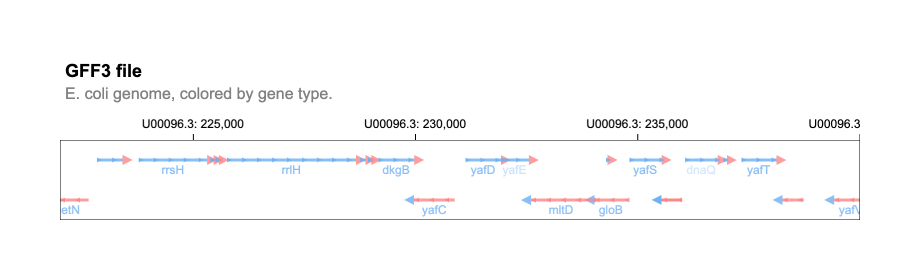 GFF3 file
E. coli genome, colored by gene type.
U00096.3: 225,000 U00096.3: 230,000 U00096.3: 235,000 U00096.3
rrsH rrlH dkgB yafD yafE yafS dnaQ yafT
etN yafC mltD gloB yafV